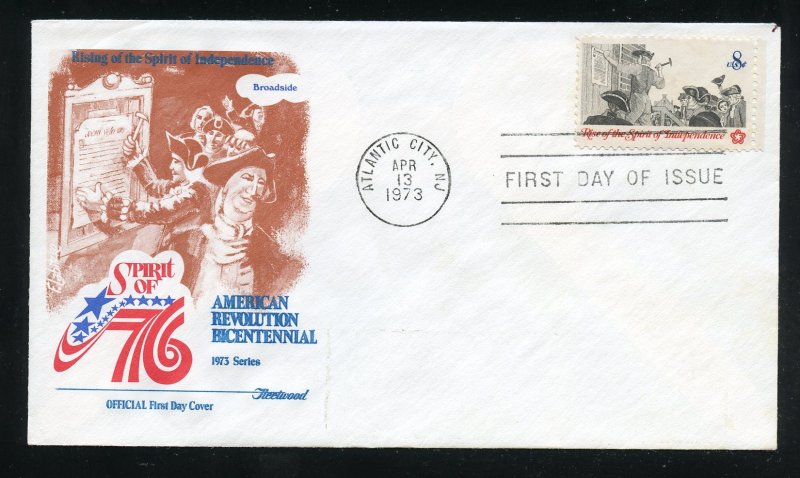 Rising of the Spirit of Independence
Broadside
SPIRIT
OF
76
AMERICAN
REVOLUTION
BICENTENNIAL
1973 Series
Fleetwood
OFFICIAL First Day Cover
ATLANTIC CITY, NJ
APR
13
1973
8
Rise of the Spirit of Independence
FIRST DAY OF ISSUE